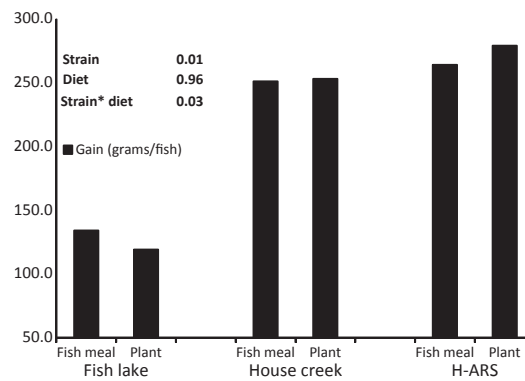 300.0
250.0
200.0
150.0
100.0
50.0
Strain 0.01
Diet 0.96
Strain* diet 0.03
Gain (grams/fish)
Fish meal Plant Fish meal Plant Fish meal Plant
Fish lake House creek H-ARS